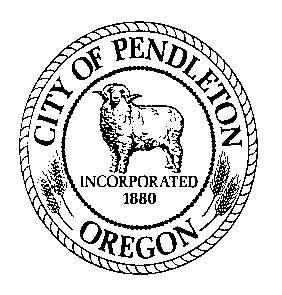 CITY OF PENDLETON
INCORPORATED
1880
OREGON